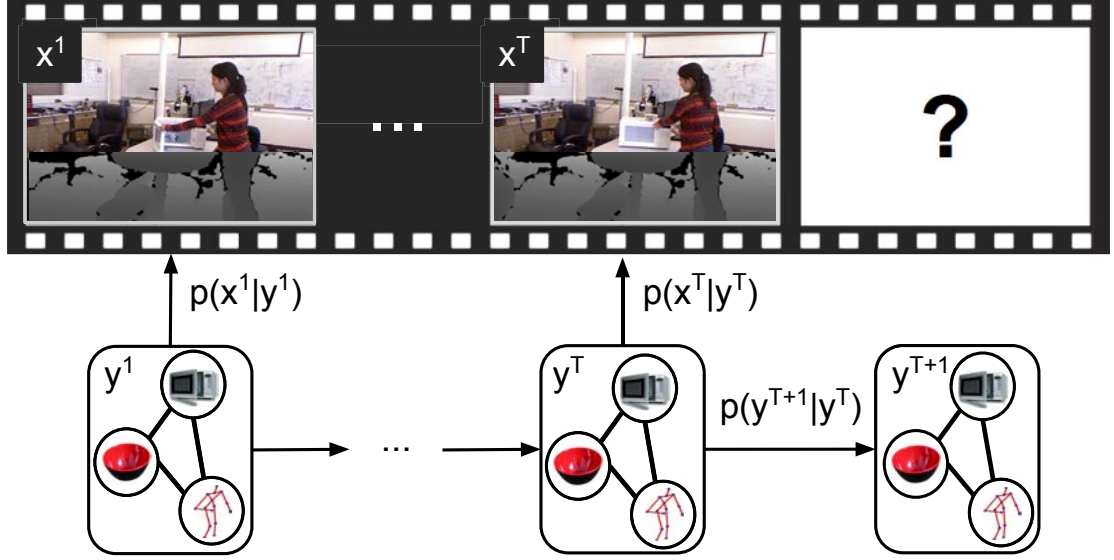 x¹
...
xᵀ
?
p(x¹|y¹)
p(xᵀ|yᵀ)
y¹
...
yᵀ
p(yᵀ⁺¹|yᵀ)
yᵀ⁺¹